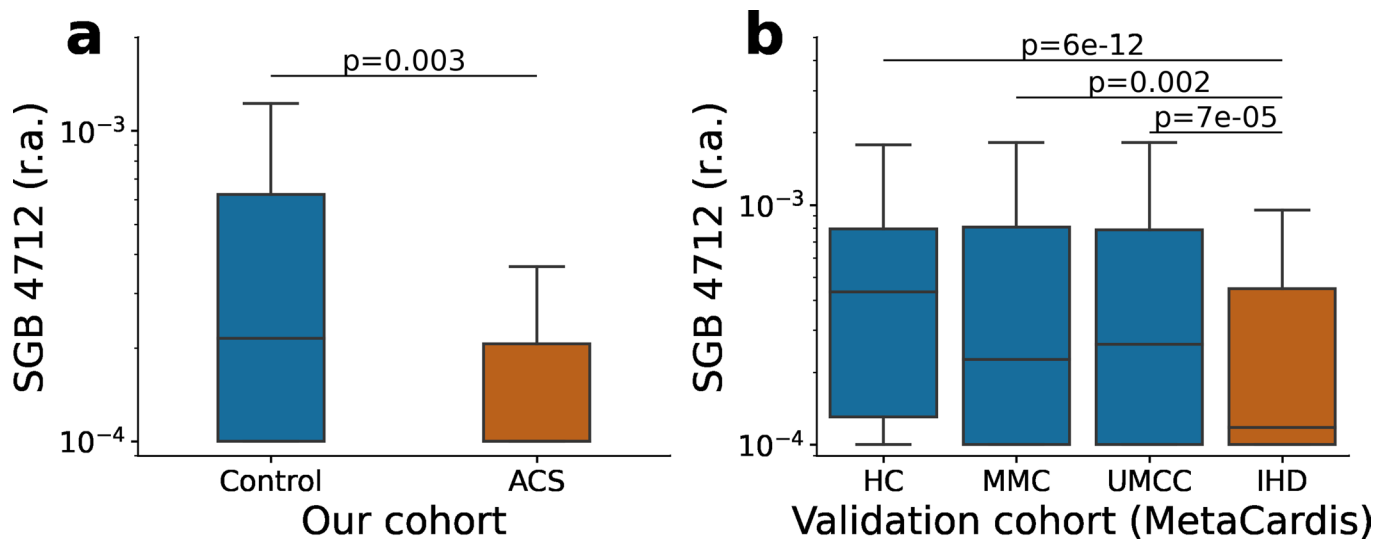 a
p=0.003
SGB 4712 (r.a.)
10⁻³
10⁻⁴
Control
ACS
Our cohort
b
p=6e-12
p=0.002
p=7e-05
SGB 4712 (r.a.)
10⁻³
10⁻⁴
HC
MMC
UMCC
IHD
Validation cohort (MetaCardis)